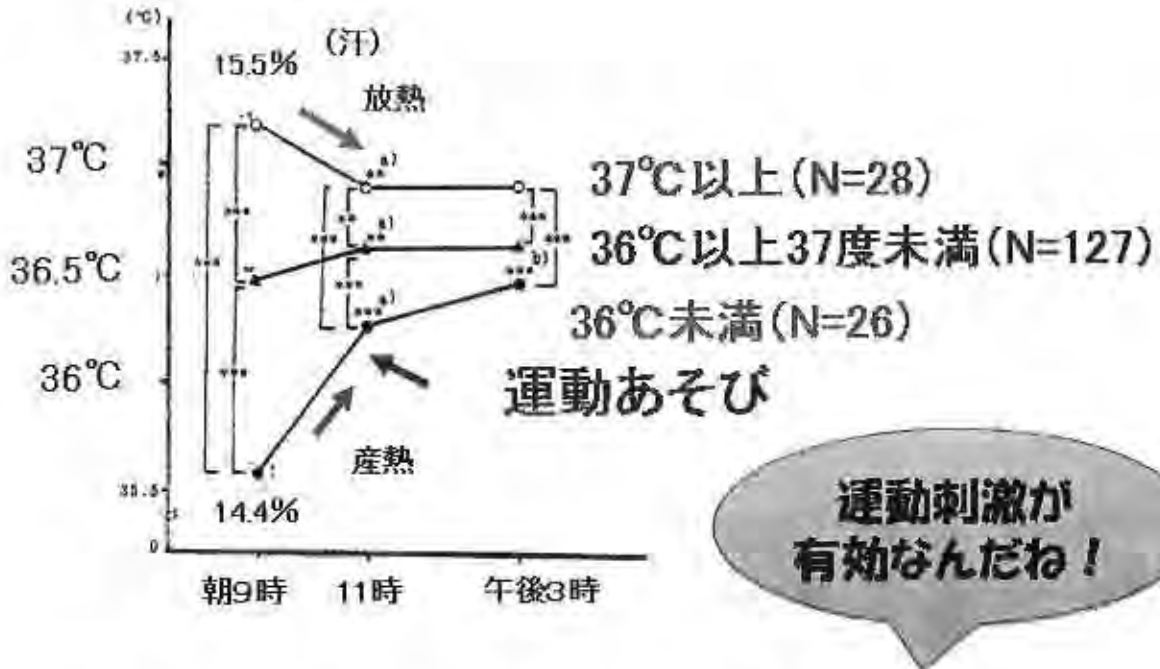 (℃)
37.5
15.5%
(汗)
放熱
37℃
36.5℃
36℃
35.5
0
** a)
** a)
*** a)
*** b)
***
***
***
***
**
***
***
***
37℃以上(N=28)
36℃以上37度未満(N=127)
36℃未満(N=26)
運動あそび
産熱
14.4%
朝9時
11時
午後3時
運動刺激が
有効なんだね!